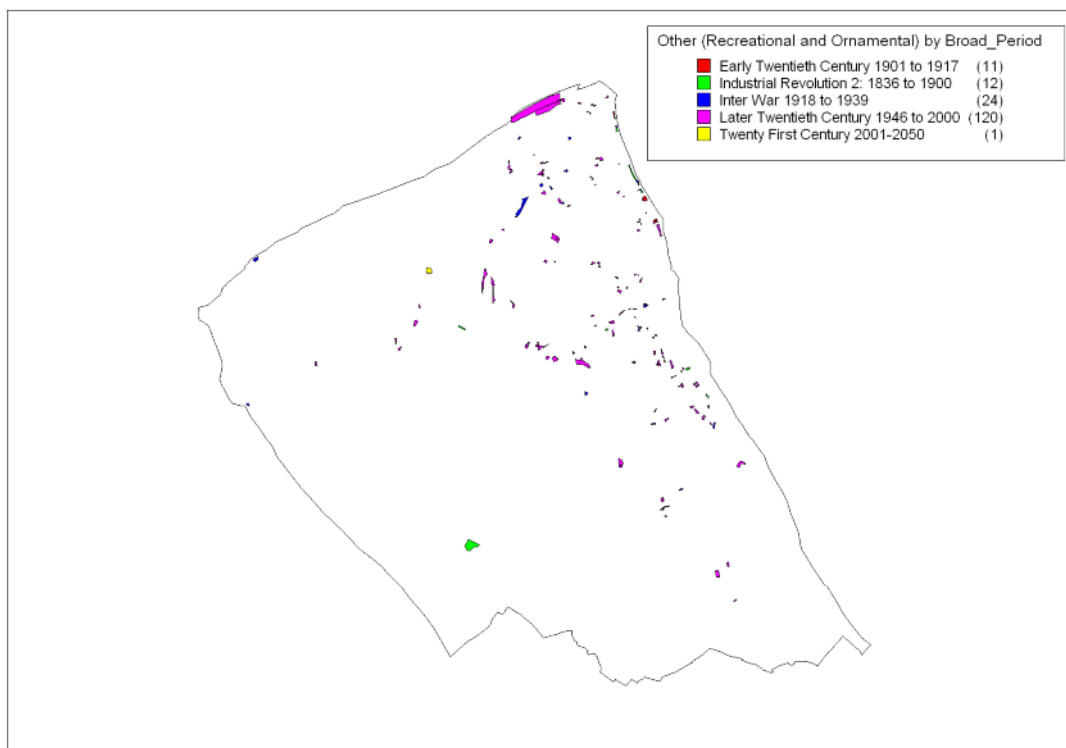 Other (Recreational and Ornamental) by Broad_Period
Early Twentieth Century 1901 to 1917 (11)
Industrial Revolution 2: 1836 to 1900 (12)
Inter War 1918 to 1939 (24)
Later Twentieth Century 1946 to 2000 (120)
Twenty First Century 2001-2050 (1)